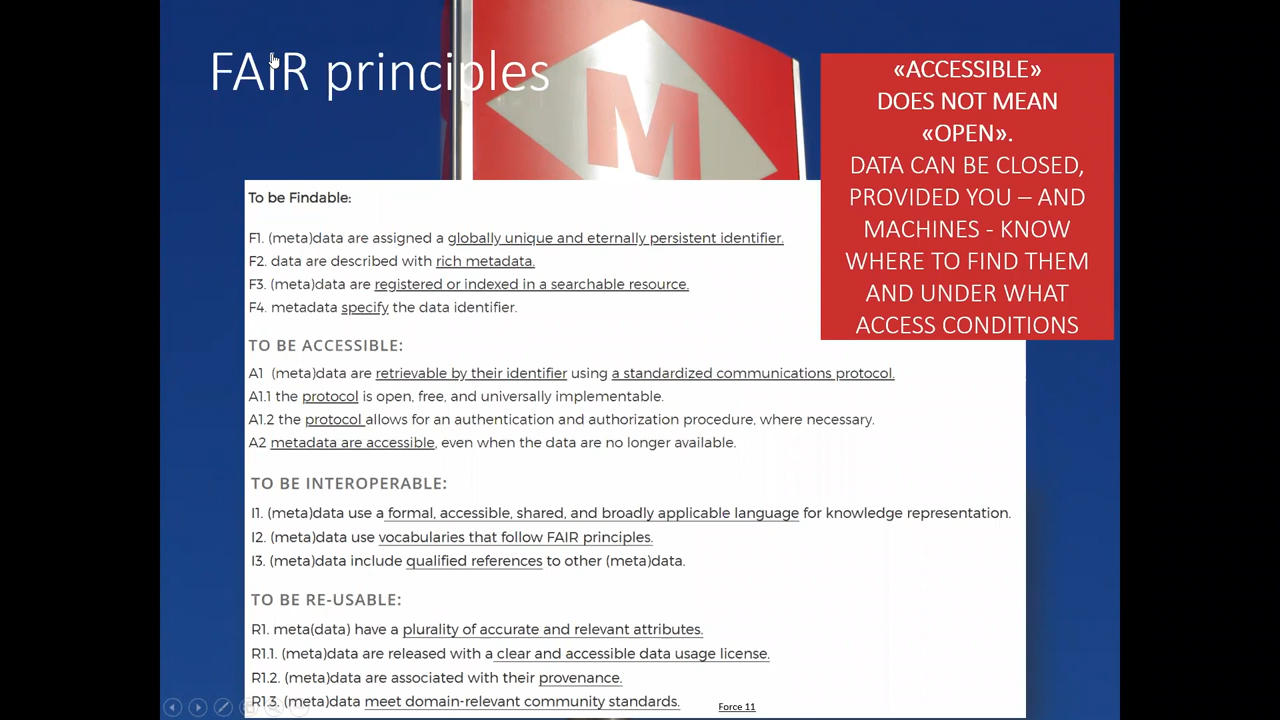 FAiR principles
M
«ACCESSIBLE»
DOES NOT MEAN
«OPEN».
DATA CAN BE CLOSED,
PROVIDED YOU – AND
MACHINES - KNOW
WHERE TO FIND THEM
AND UNDER WHAT
ACCESS CONDITIONS
To be Findable:
F1. (meta)data are assigned a globally unique and eternally persistent identifier.
F2. data are described with rich metadata.
F3. (meta)data are registered or indexed in a searchable resource.
F4. metadata specify the data identifier.
TO BE ACCESSIBLE:
A1 (meta)data are retrievable by their identifier using a standardized communications protocol.
A1.1 the protocol is open, free, and universally implementable.
A1.2 the protocol allows for an authentication and authorization procedure, where necessary.
A2 metadata are accessible, even when the data are no longer available.
TO BE INTEROPERABLE:
I1. (meta)data use a formal, accessible, shared, and broadly applicable language for knowledge representation.
I2. (meta)data use vocabularies that follow FAIR principles.
I3. (meta)data include qualified references to other (meta)data.
TO BE RE-USABLE:
R1. meta(data) have a plurality of accurate and relevant attributes.
R1.1. (meta)data are released with a clear and accessible data usage license.
R1.2. (meta)data are associated with their provenance.
R1.3. (meta)data meet domain-relevant community standards.
Force 11